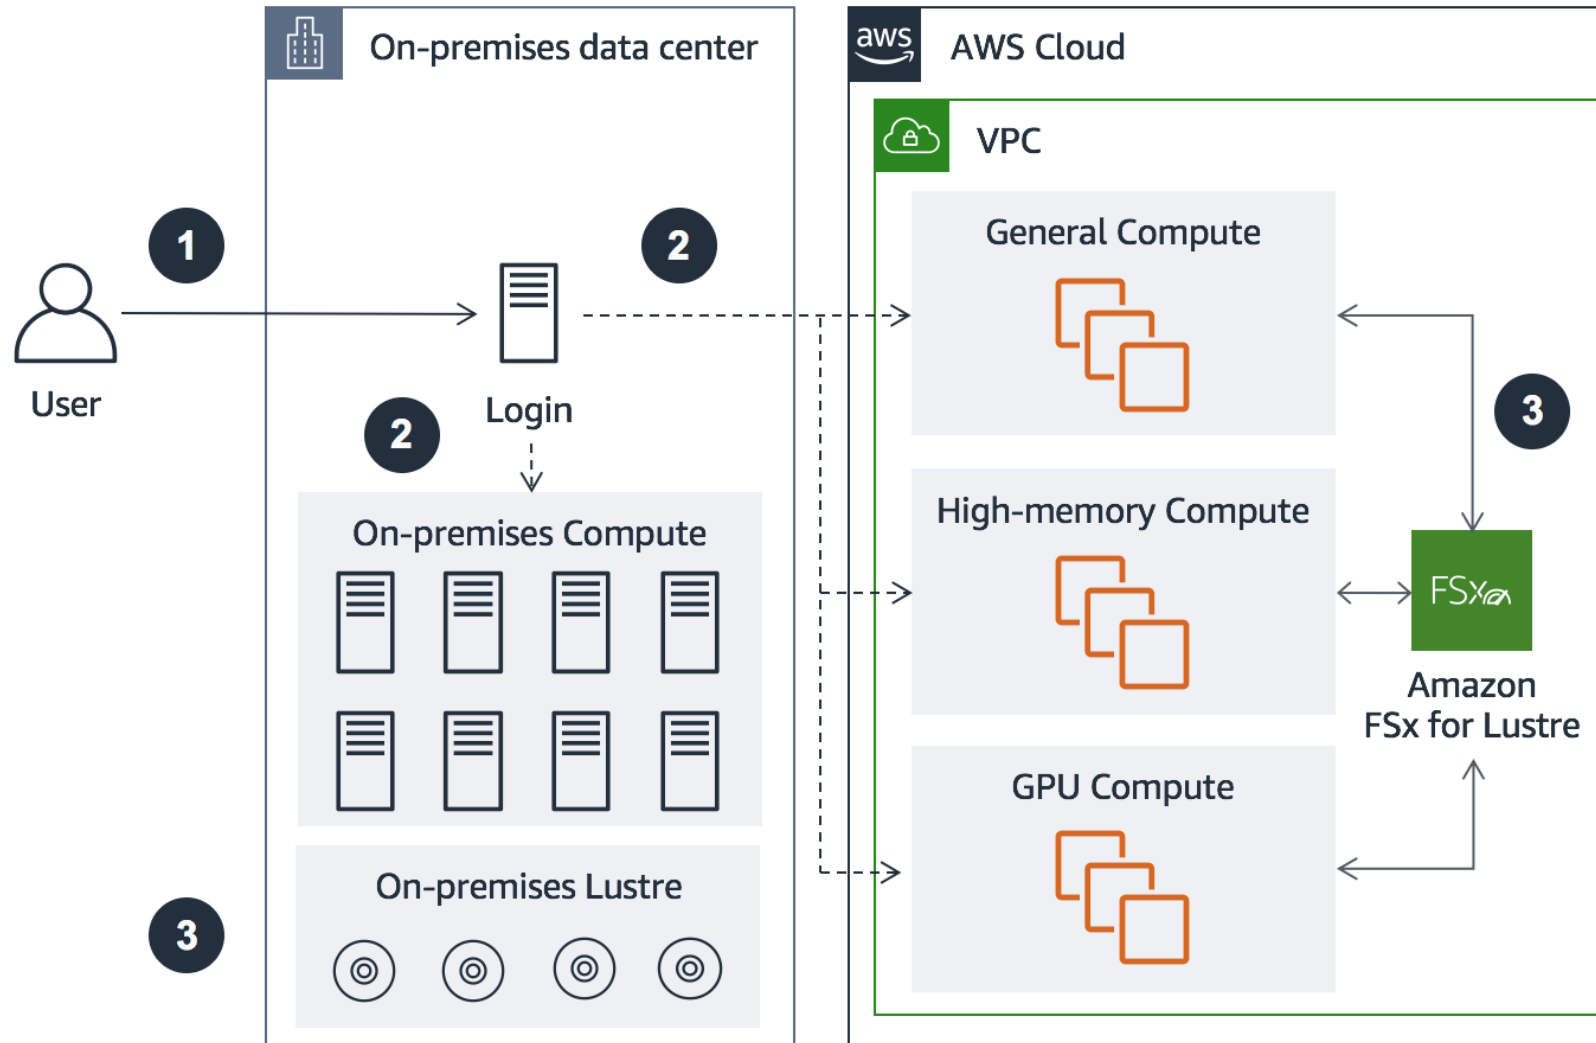 On-premises data center
aws
AWS Cloud
VPC
1
2
General Compute
User
Login
2
3
On-premises Compute
High-memory Compute
FSx
Amazon
FSx for Lustre
GPU Compute
On-premises Lustre
3